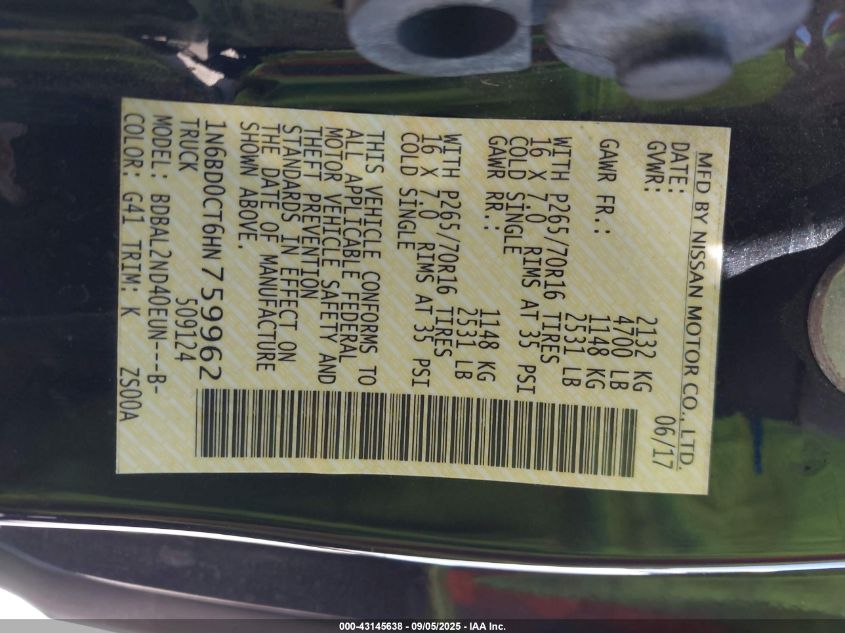 MFD BY NISSAN MOTOR CO., LTD.
DATE: 06/17
GVWR: 2132 KG
4700 LB
GAWR FR.: 1148 KG
2531 LB
WITH P265/70R16 TIRES
16 X 7.0 RIMS AT 35 PSI
COLD SINGLE
GAWR RR.: 1148 KG
2531 LB
WITH P265/70R16 TIRES
16 X 7.0 RIMS AT 35 PSI
COLD SINGLE
THIS VEHICLE CONFORMS TO
ALL APPLICABLE FEDERAL
MOTOR VEHICLE SAFETY AND
THEFT PREVENTION
STANDARDS IN EFFECT ON
THE DATE OF MANUFACTURE
SHOWN ABOVE.
1N6BD0CT6HN759962
TRUCK 509124
MODEL: BDBAL2ND40EUN---B-
COLOR: G41 TRIM: K ZS00A
000-43145638 - 09/05/2025 - IAA Inc.